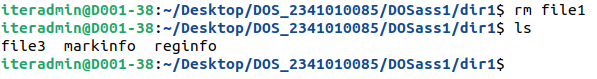 iteradmin@D001-38:~/Desktop/DOS_2341010085/DOSass1/dir1$ rm file1
iteradmin@D001-38:~/Desktop/DOS_2341010085/DOSass1/dir1$ ls
file3  markinfo  reginfo
iteradmin@D001-38:~/Desktop/DOS_2341010085/DOSass1/dir1$